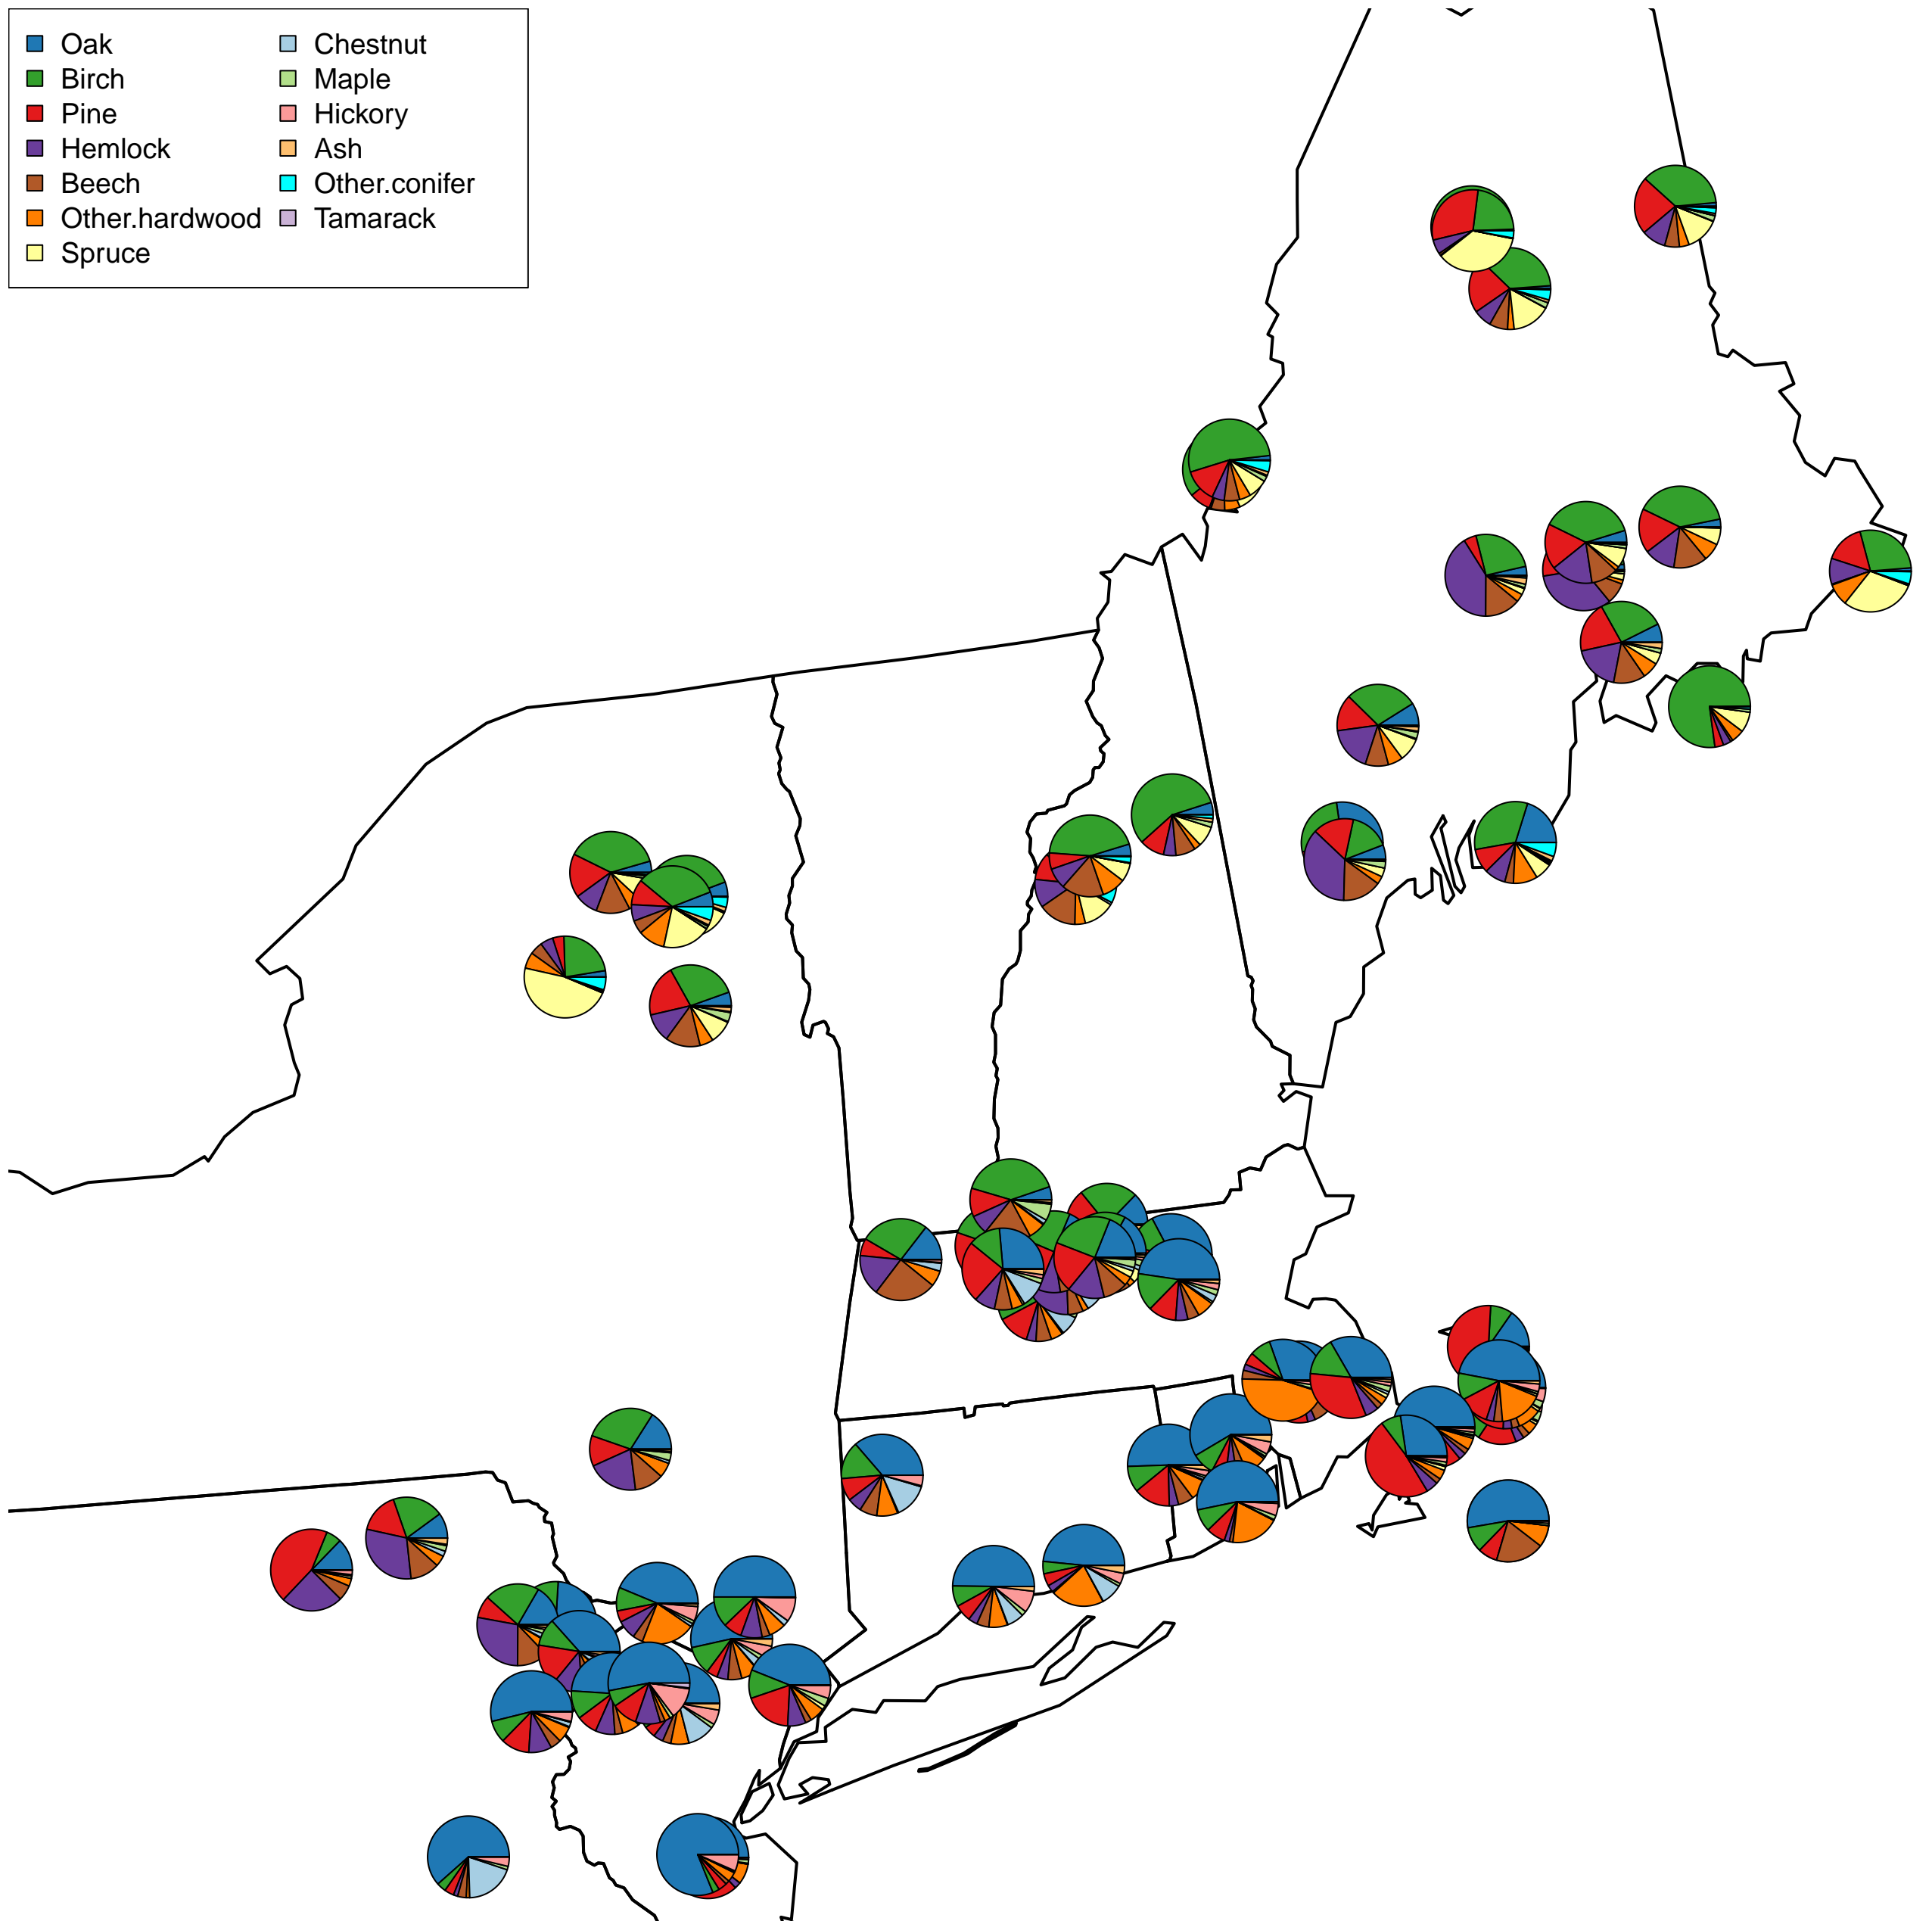 Oak
Birch
Pine
Hemlock
Beech
Other.hardwood
Spruce
Chestnut
Maple
Hickory
Ash
Other.conifer
Tamarack